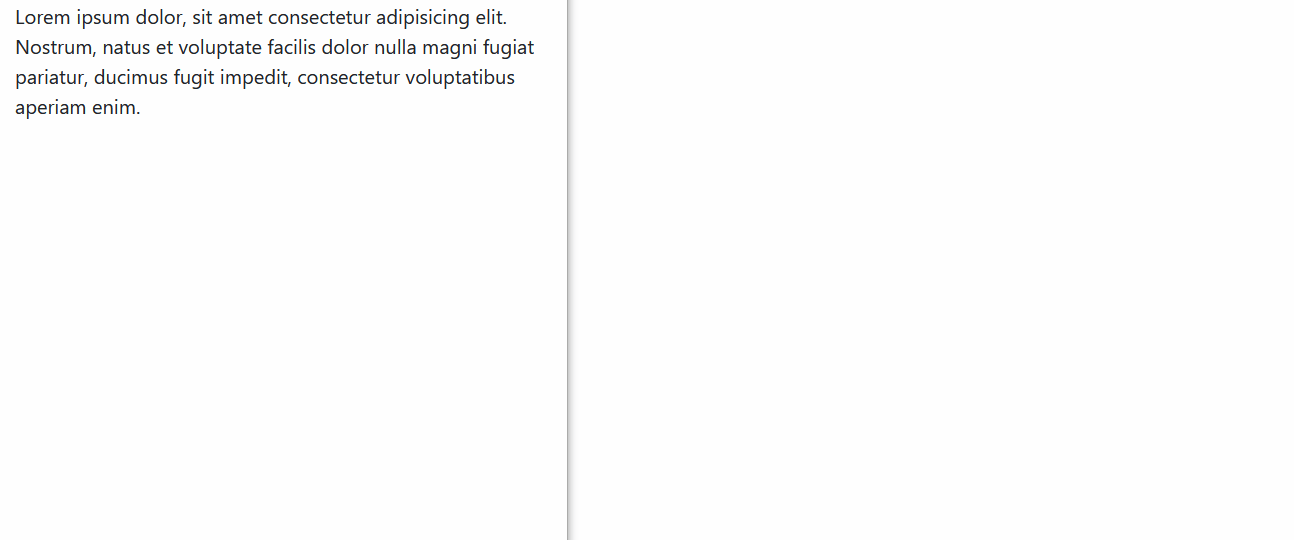 Lorem ipsum dolor, sit amet consectetur adipisicing elit.
Nostrum, natus et voluptate facilis dolor nulla magni fugiat
pariatur, ducimus fugit impedit, consectetur voluptatibus
aperiam enim.